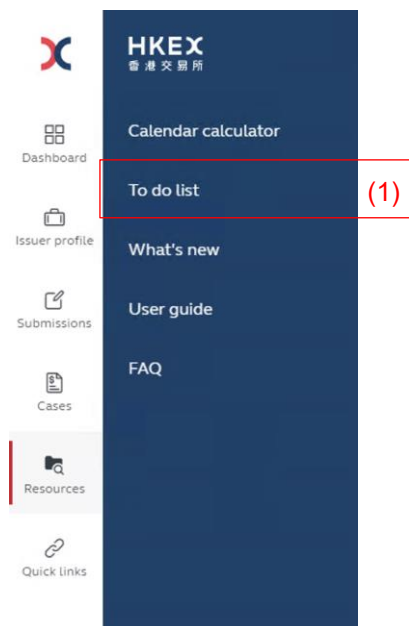 HKEX
香港交易所
Dashboard
Issuer profile
Submissions
Cases
Resources
Quick links
Calendar calculator
To do list
(1)
What's new
User guide
FAQ